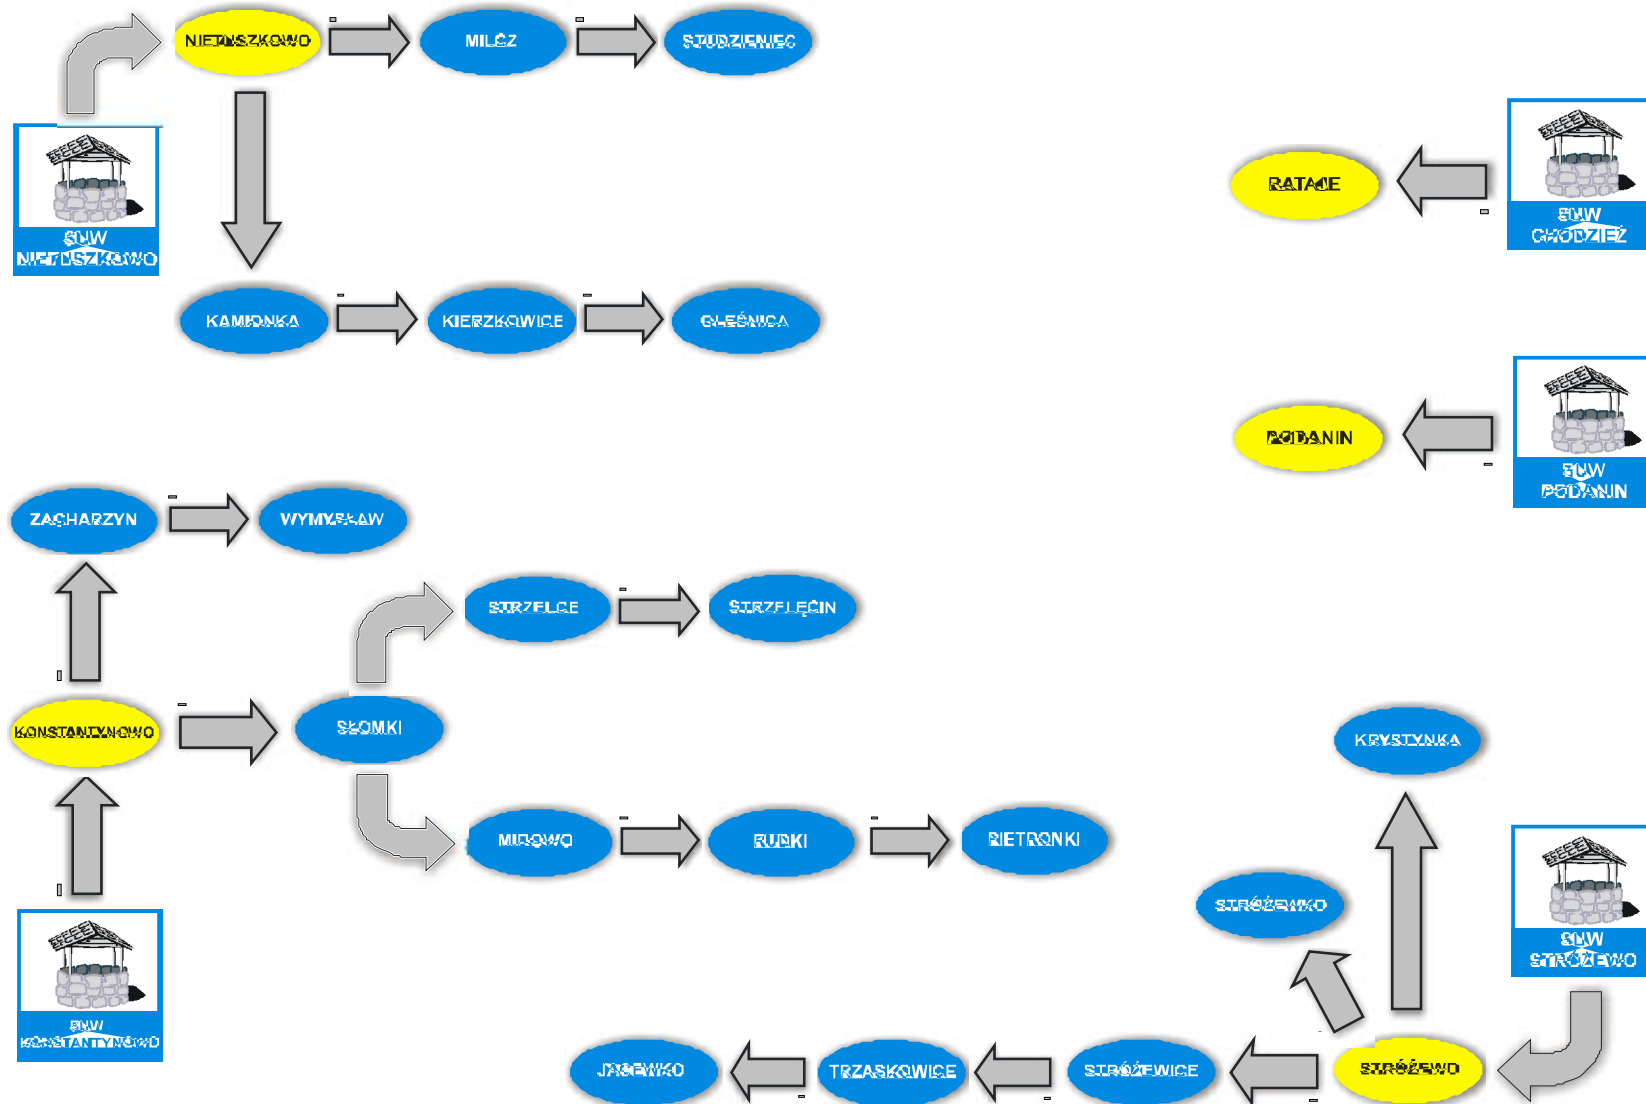 NIETUSZKOWO
MILCZ
STUDZIENIEC
SUW
NIETUSZKOWO
RATAJE
SUW
CHODZIEŻ
KAMIONKA
KIERZKOWICE
OLEŚNICA
PODANIN
SUW
PODANIN
ZACHARZYN
WYMYSŁAW
STRZELCE
STRZELĘCIN
KONSTANTYNOWO
SŁOMKI
KRYSTYNKA
MIROWO
RUDKI
PIETRONKI
STRÓŻEWKO
SUW
STRÓŻEWO
SUW
KONSTANTYNOWO
JACEWKO
TRZASKOWICE
STRÓŻEWICE
STRÓŻEWO